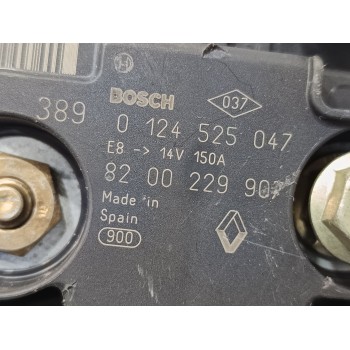 BOSCH 037
389 0 124 525 047
E8 -> 14V 150A
82 00 229 907
Made in
Spain
900